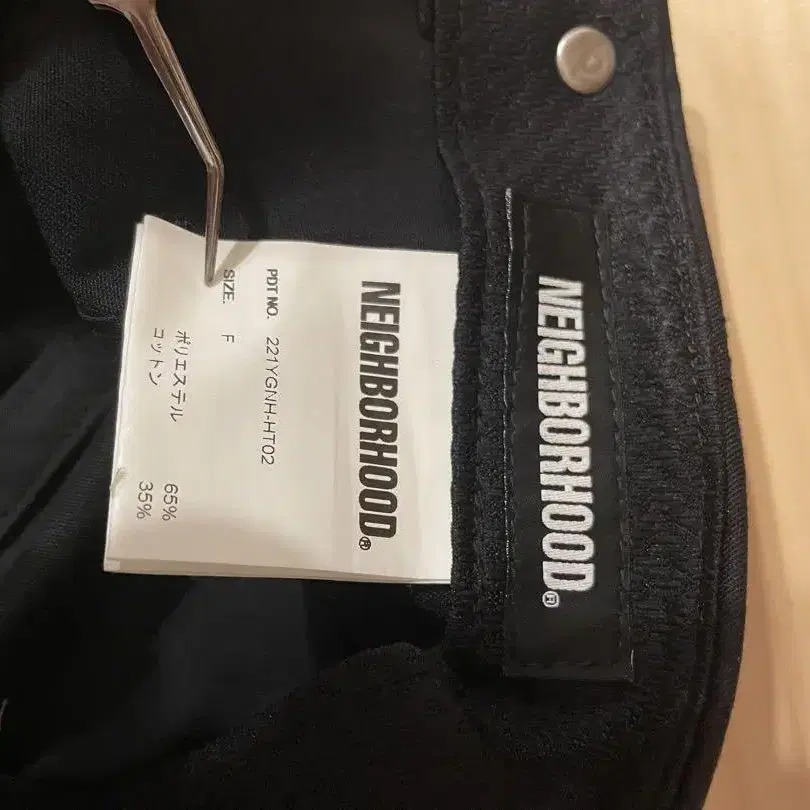 NEIGHBORHOOD®
PDT NO. 221YGNH-HT02
SIZE. F
ポリエステル 65%
コットン 35%
NEIGHBORHOOD®